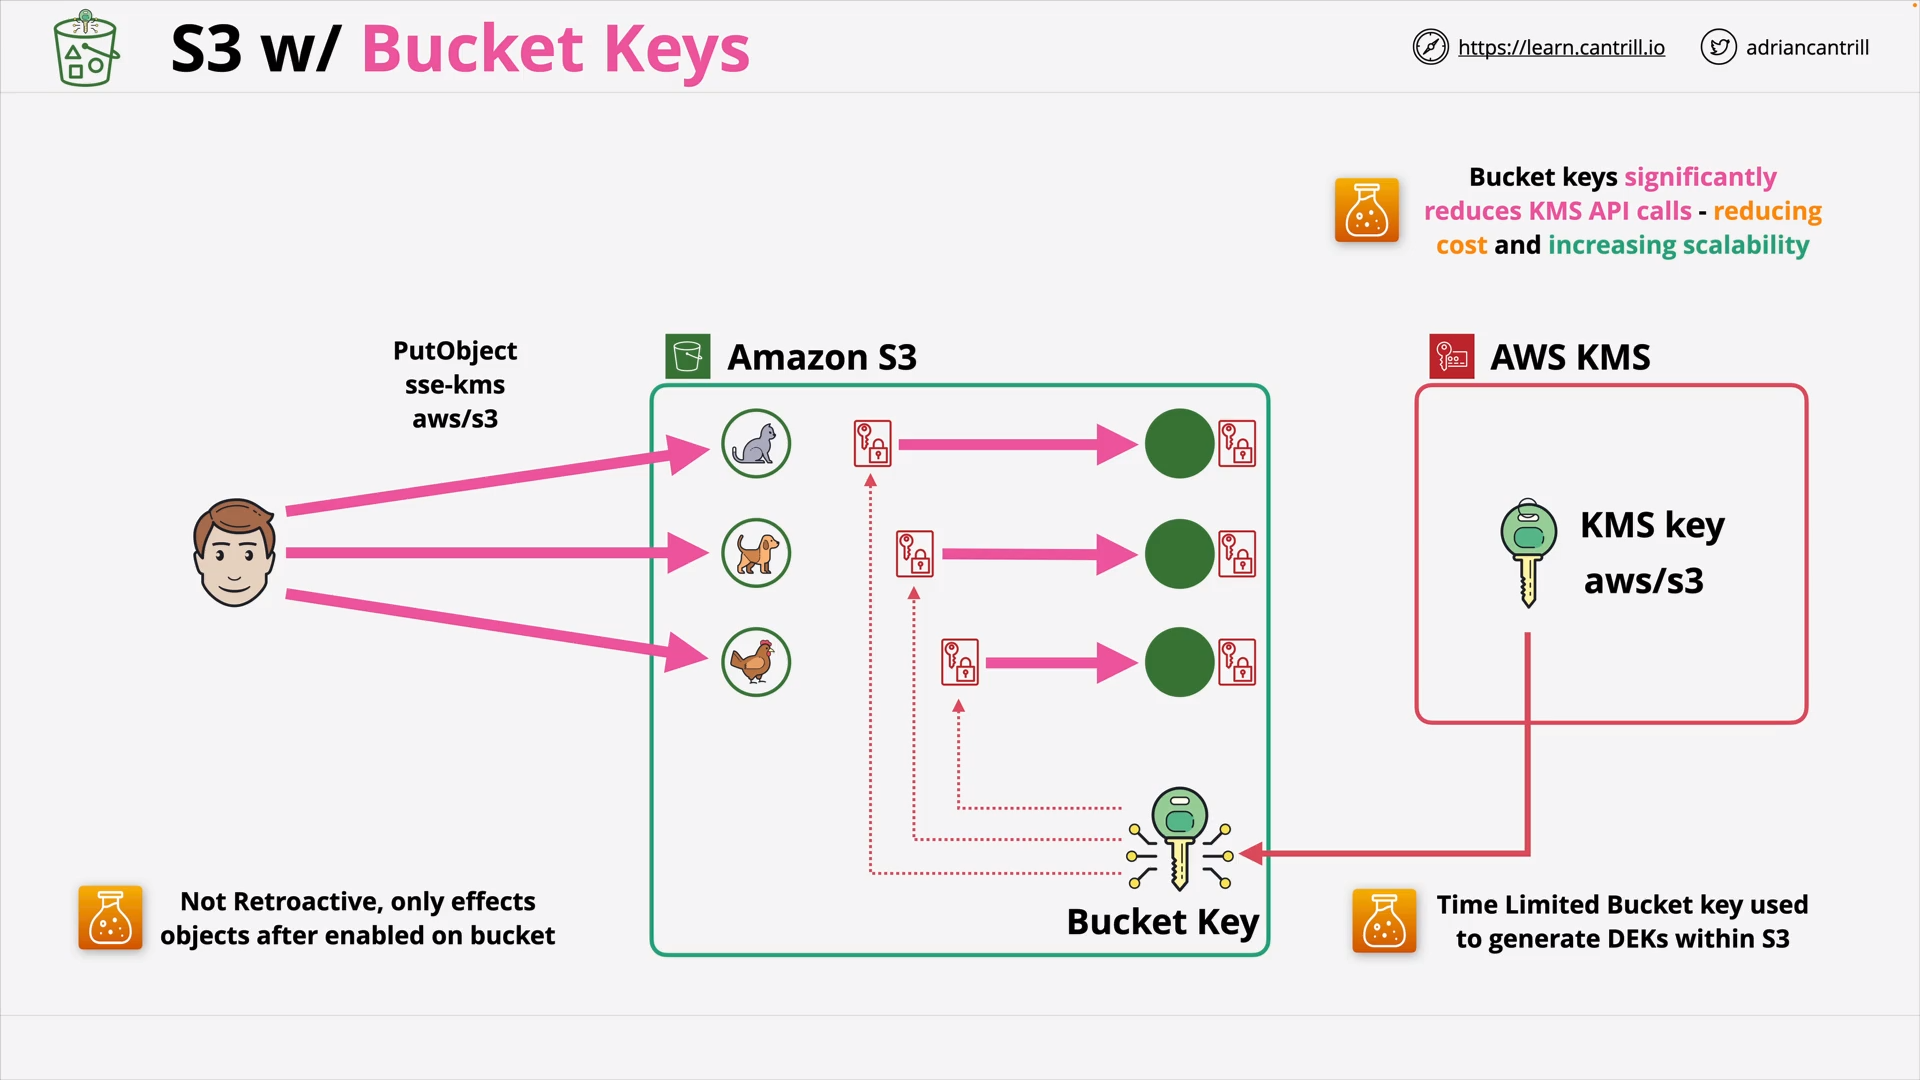 S3 w/ Bucket Keys
https://learn.cantrill.io
adriancantrill
Bucket keys significantly
reduces KMS API calls - reducing
cost and increasing scalability
PutObject
sse-kms
aws/s3
Amazon S3
AWS KMS
KMS key
aws/s3
Bucket Key
Not Retroactive, only effects
objects after enabled on bucket
Time Limited Bucket key used
to generate DEKs within S3